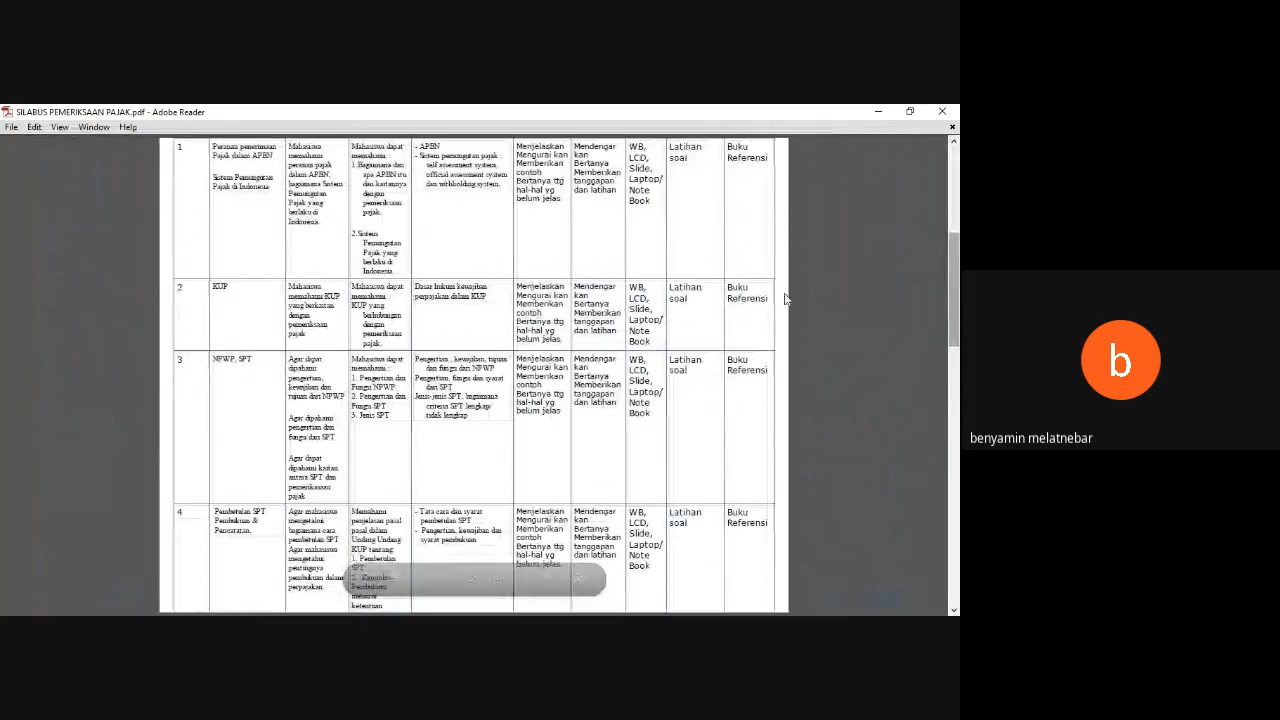 SILABUS PEMERIKSAAN PAJAK.pdf - Adobe Reader
File Edit View Window Help
1
Peranan penerimaan
Pajak dalam APBN
Sistem Pemungutan
Pajak di Indonesia
Mahasiswa
memahami
peranan pajak
dalam APBN,
bagaimana Sistem
Pemungutan
Pajak yang
berlaku di
Indonesia.
Mahasiswa dapat
memahami :
1.Bagaimana dan
apa APBN itu
dan kaitannya
dengan
pemeriksaan
pajak.
2.Sistem
Pemungutan
Pajak yang
berlaku di
Indonesia
- APBN
- Sistem pemungutan pajak :
self assessment system,
official assessment system
dan withholding system,
Menjelaskan
Mengurai kan
Memberikan
contoh
Bertanya ttg
hal-hal yg
belum jelas
Mendengar
kan
Bertanya
Memberikan
tanggapan
dan latihan
WB,
LCD,
Slide,
Laptop/
Note
Book
Latihan
soal
Buku
Referensi
2
KUP
Mahasiswa
memahami KUP
yang berkaitan
dengan
pemeriksaan
pajak
Mahasiswa dapat
memahami :
KUP yang
berhubungan
dengan
pemeriksaan
pajak.
Dasar hukum kewajiban
perpajakan dalam KUP
Menjelaskan
Mengurai kan
Memberikan
contoh
Bertanya ttg
hal-hal yg
belum jelas
Mendengar
kan
Bertanya
Memberikan
tanggapan
dan latihan
WB,
LCD,
Slide,
Laptop/
Note
Book
Latihan
soal
Buku
Referensi
3
NPWP, SPT
Agar dapat
dipahami
pengertian,
kewajiban dan
tujuan dari NPWP
Agar dipahami
pengertian dan
fungsi dari SPT
Agar dapat
dipahami kaitan
antara SPT dan
pemeriksaan
pajak
Mahasiswa dapat
memahami :
1. Pengertian dan
Fungsi NPWP
2. Pengertian dan
Fungsi SPT
3. Jenis SPT
Pengertian , kewajiban, tujuan
dan fungsi dari NPWP
Pengertian, fungsi dan syarat
dari SPT
Jenis-jenis SPT, bagaimana
criteria SPT lengkap/
tidak lengkap
Menjelaskan
Mengurai kan
Memberikan
contoh
Bertanya ttg
hal-hal yg
belum jelas
Mendengar
kan
Bertanya
Memberikan
tanggapan
dan latihan
WB,
LCD,
Slide,
Laptop/
Note
Book
Latihan
soal
Buku
Referensi
4
Pembetulan SPT
Pembukuan &
Pencatatan.
Agar mahasiswa
mengetahui
bagaimana cara
pembetulan SPT
Agar mahasiswa
mengetahui
pentingnya
pembukuan dalam
perpajakan
Memahami
penjelasan pasal
pasal dalam
Undang Undang
KUP tentang:
1. Pembetulan
SPT
2.
Pembukuan
menurut
ketentuan
- Tata cara dan syarat
pembetulan SPT
- Pengertian, kewajiban dan
syarat pembukuan
Menjelaskan
Mengurai kan
Memberikan
contoh
Bertanya ttg
hal-hal yg
belum jelas
Mendengar
kan
Bertanya
Memberikan
tanggapan
dan latihan
WB,
LCD,
Slide,
Laptop/
Note
Book
Latihan
soal
Buku
Referensi
b
benyamin melatnebar